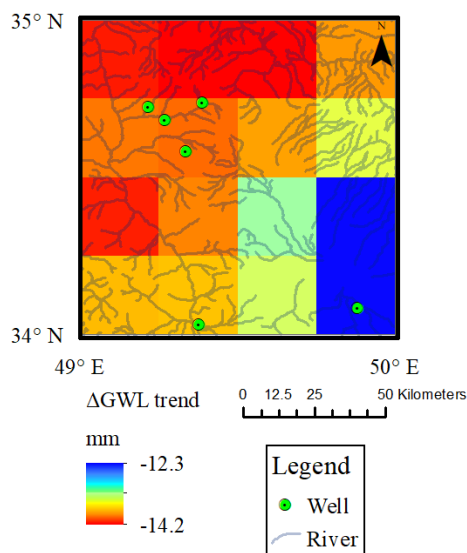 35° N
N
34° N
49° E
50° E
ΔGWL trend
0 12.5 25 50 Kilometers
mm
-12.3
-14.2
Legend
Well
River